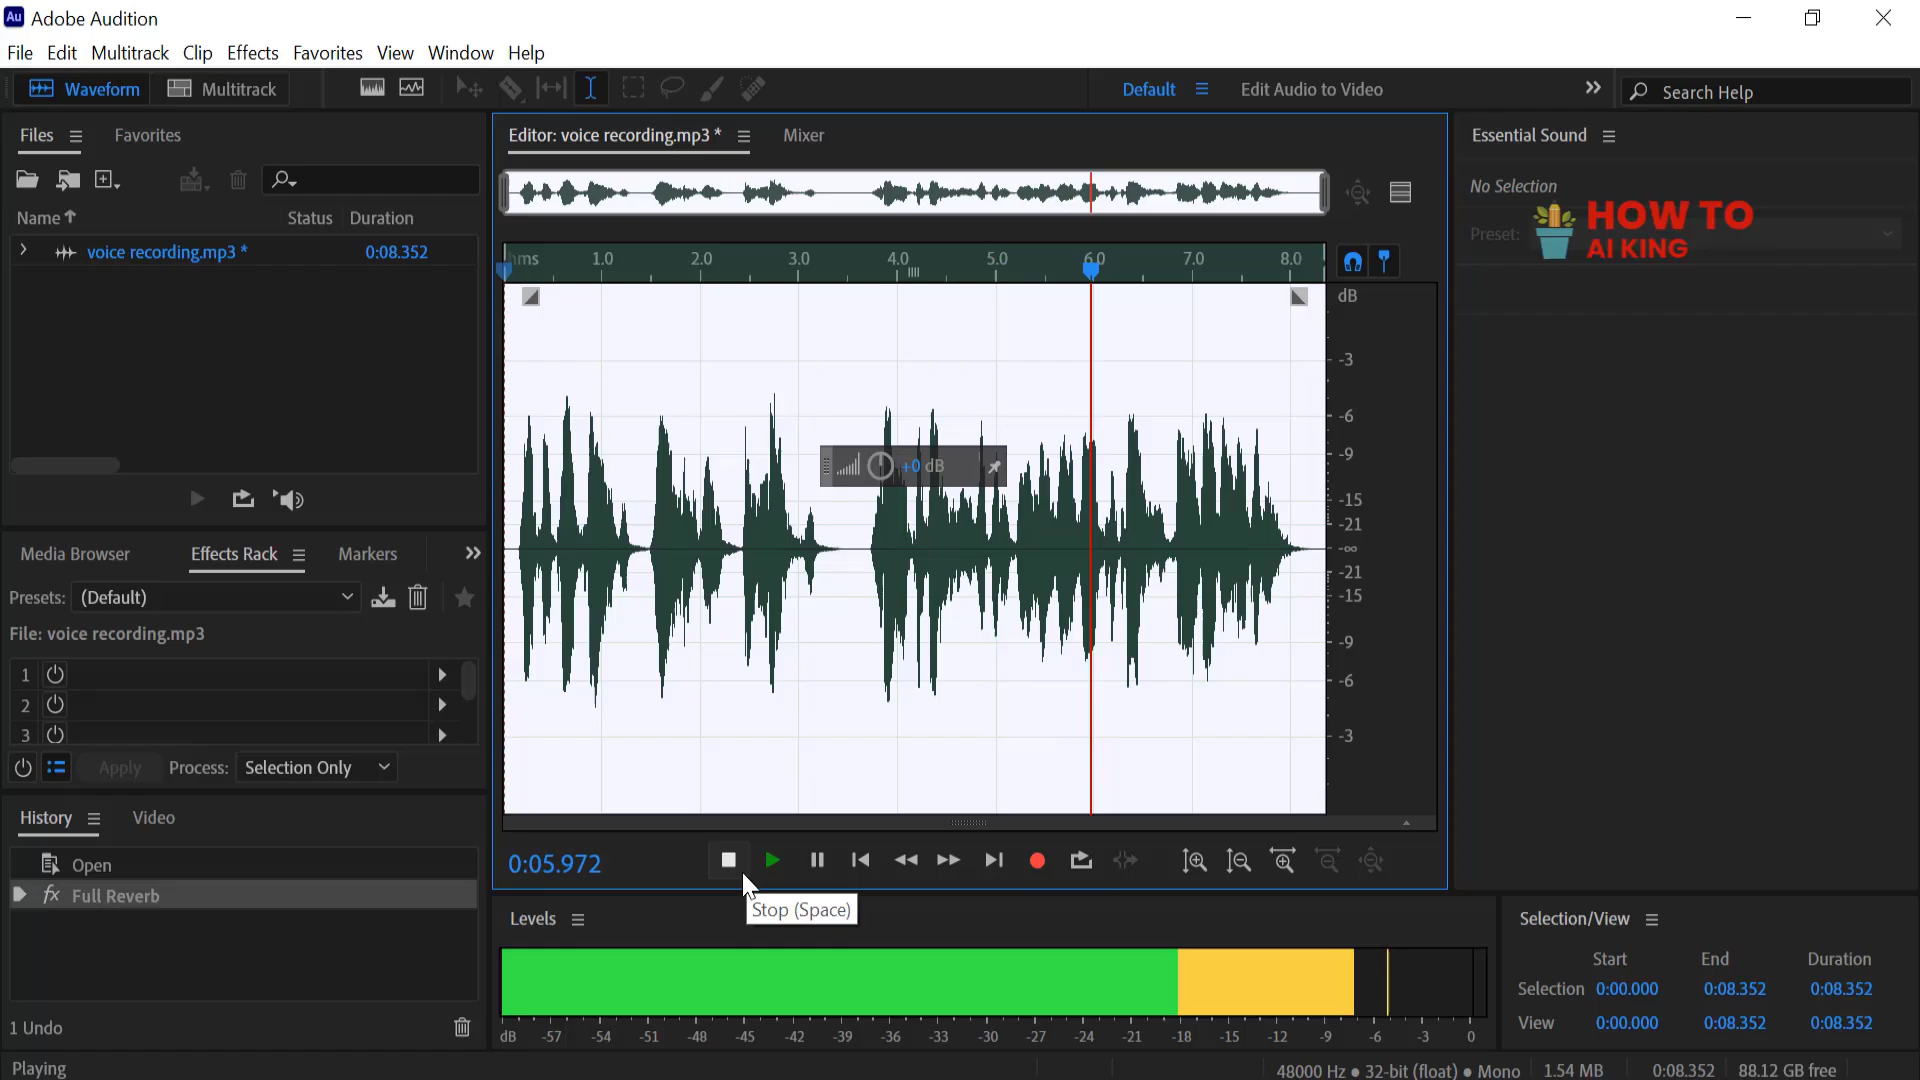 Au Adobe Audition
File Edit Multitrack Clip Effects Favorites View Window Help
Waveform Multitrack Default Edit Audio to Video Search Help
Files Favorites
Name Status Duration
voice recording.mp3 * 0:08.352
Media Browser Effects Rack Markers
Presets: (Default)
File: voice recording.mp3
1
2
3
Apply Process: Selection Only
History Video
Open
fx Full Reverb
1 Undo
Playing
Editor: voice recording.mp3 * Mixer
hms 1.0 2.0 3.0 4.0 5.0 6.0 7.0 8.0
dB
-3
-6
-9
-15
-21
-∞
-21
-15
-9
-6
-3
+0 dB
0:05.972
Stop (Space)
Levels
dB -57 -54 -51 -48 -45 -42 -39 -36 -33 -30 -27 -24 -21 -18 -15 -12 -9 -6 -3 0
Essential Sound
No Selection
Preset:
HOW TO
AI KING
Selection/View
Start End Duration
Selection 0:00.000 0:08.352 0:08.352
View 0:00.000 0:08.352 0:08.352
48000 Hz ● 32-bit (float) ● Mono 1.54 MB 0:08.352 88.12 GB free